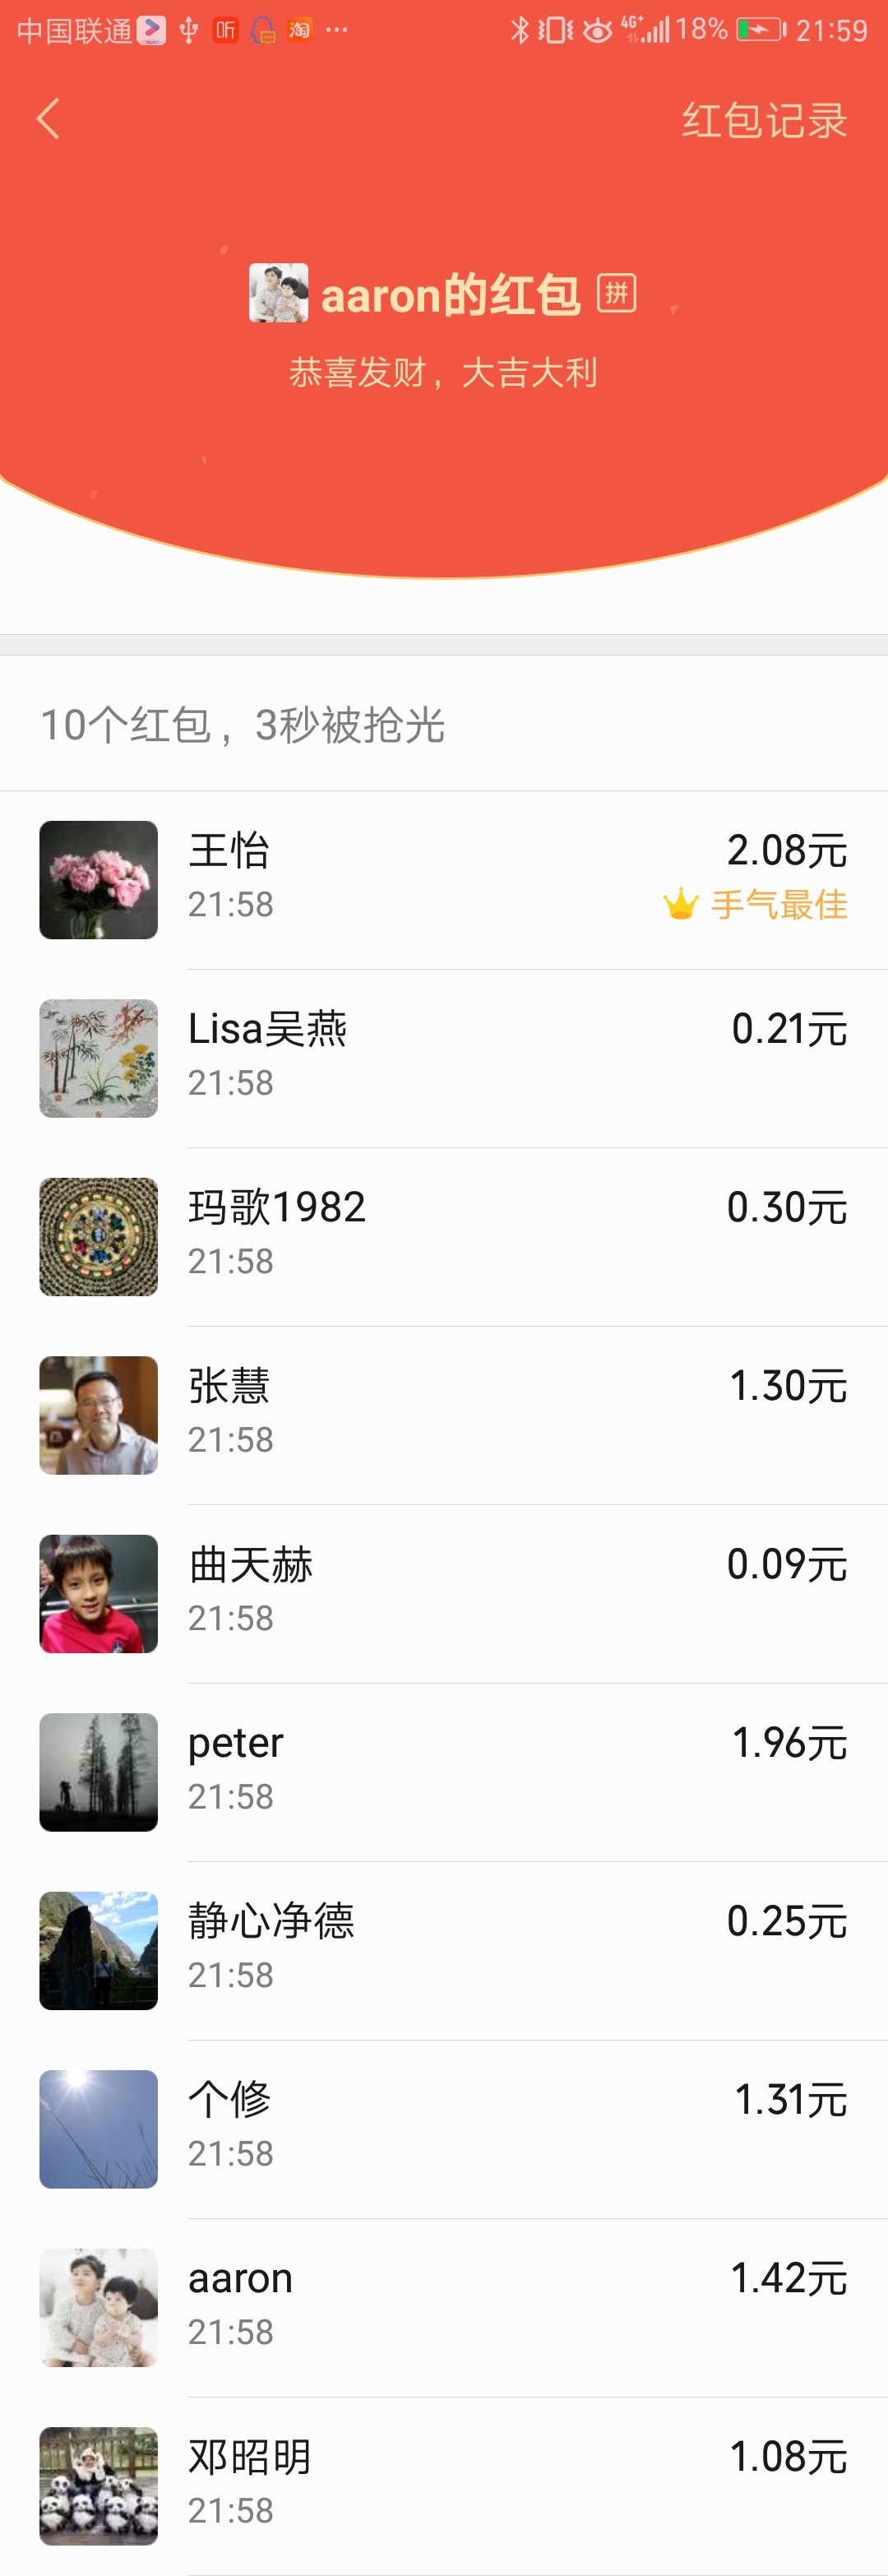 中国联通 听 淘 ... 4G+ 18% 21:59
红包记录
aaron的红包 拼
恭喜发财，大吉大利
10个红包，3秒被抢光
王怡 2.08元
21:58 手气最佳
Lisa吴燕 0.21元
21:58
玛歌1982 0.30元
21:58
张慧 1.30元
21:58
曲天赫 0.09元
21:58
peter 1.96元
21:58
静心净德 0.25元
21:58
个修 1.31元
21:58
aaron 1.42元
21:58
邓昭明 1.08元
21:58